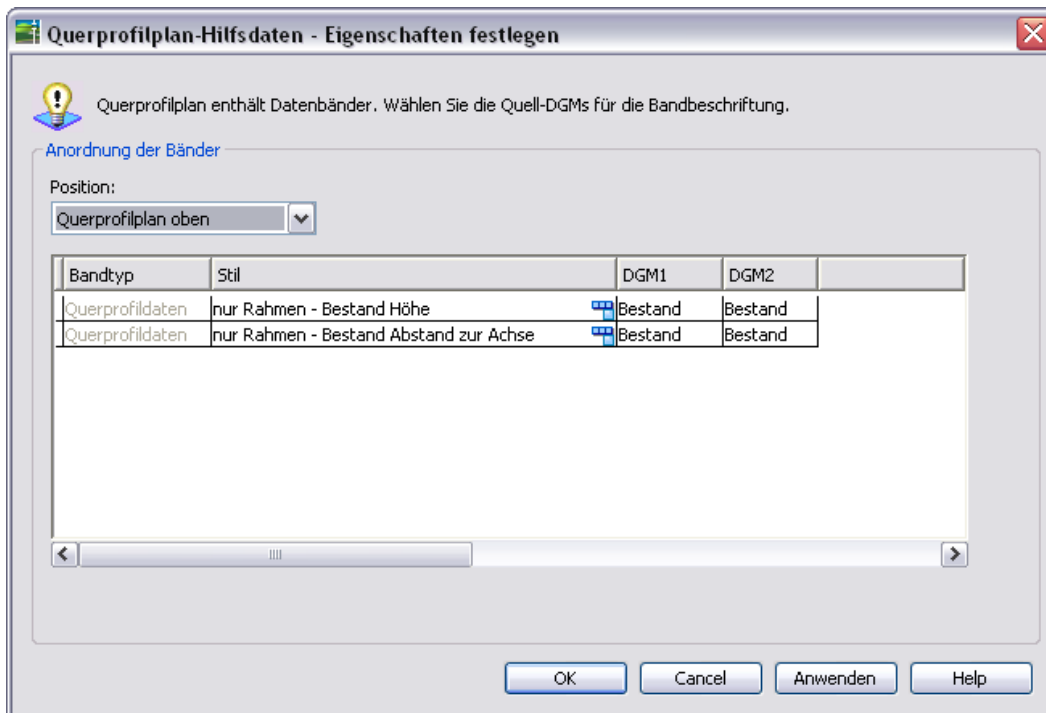 Querprofilplan-Hilfsdaten - Eigenschaften festlegen
Querprofilplan enthält Datenbänder. Wählen Sie die Quell-DGMs für die Bandbeschriftung.
Anordnung der Bänder
Position:
Querprofilplan oben
Bandtyp Stil DGM1 DGM2
Querprofildaten nur Rahmen - Bestand Höhe Bestand Bestand
Querprofildaten nur Rahmen - Bestand Abstand zur Achse Bestand Bestand
OK Cancel Anwenden Help